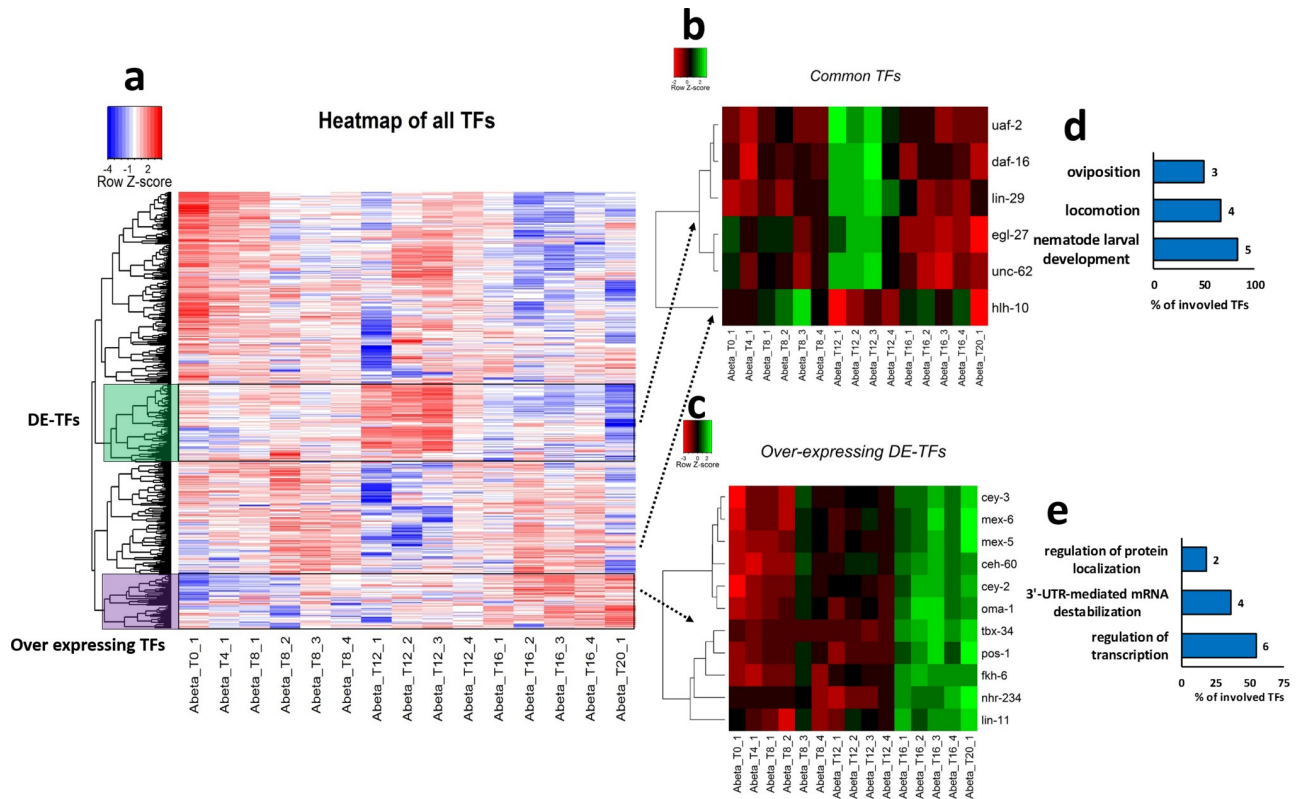 a
-4 -1 2
Row Z-score
Heatmap of all TFs
DE-TFs
Over expressing TFs
Abeta_T0_1
Abeta_T4_1
Abeta_T8_1
Abeta_T8_2
Abeta_T8_3
Abeta_T8_4
Abeta_T12_1
Abeta_T12_2
Abeta_T12_3
Abeta_T12_4
Abeta_T16_1
Abeta_T16_2
Abeta_T16_3
Abeta_T16_4
Abeta_T20_1
b
-2 0 2
Row Z-score
Common TFs
uaf-2
daf-16
lin-29
egl-27
unc-62
hlh-10
Abeta_T0_1
Abeta_T4_1
Abeta_T8_1
Abeta_T8_2
Abeta_T8_3
Abeta_T8_4
Abeta_T12_1
Abeta_T12_2
Abeta_T12_3
Abeta_T12_4
Abeta_T16_1
Abeta_T16_2
Abeta_T16_3
Abeta_T16_4
Abeta_T20_1
c
-3 0 2
Row Z-score
Over-expressing DE-TFs
cey-3
mex-6
mex-5
ceh-60
cey-2
oma-1
tbx-34
pos-1
fkh-6
nhr-234
lin-11
Abeta_T0_1
Abeta_T4_1
Abeta_T8_1
Abeta_T8_2
Abeta_T8_3
Abeta_T8_4
Abeta_T12_1
Abeta_T12_2
Abeta_T12_3
Abeta_T12_4
Abeta_T16_1
Abeta_T16_2
Abeta_T16_3
Abeta_T16_4
Abeta_T20_1
d
oviposition
3
locomotion
4
nematode larval
development
5
0 50 100
% of invovled TFs
e
regulation of protein
localization
2
3'-UTR-mediated mRNA
destabilization
4
regulation of
transcription
6
0 25 50 75
% of involved TFs